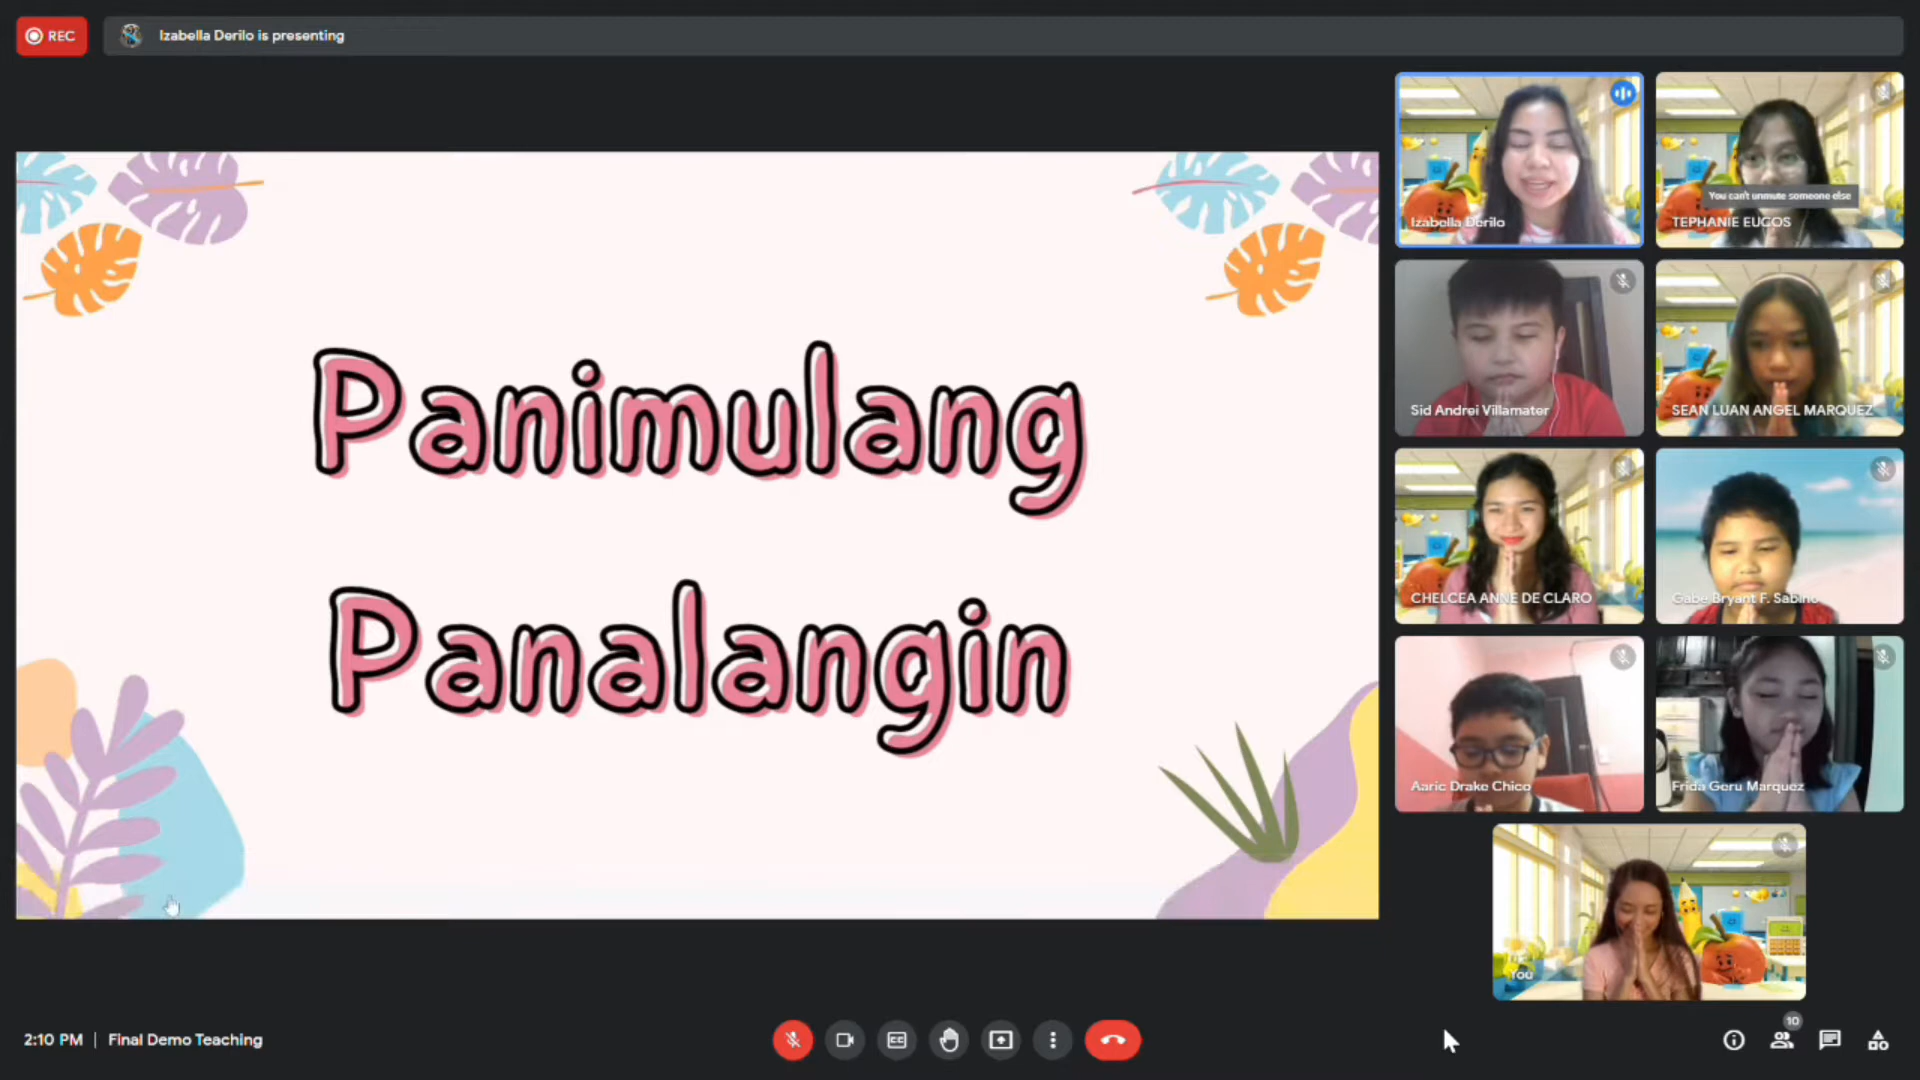 REC
Izabella Derilo is presenting
Panimulang
Panalangin
Izabella Derilo
You can't unmute someone else
TEPHANIE EUGOS
Sid Andrei Villamater
SEAN LUAN ANGEL MARQUEZ
CHELCEA ANNE DE CLARO
Gabe Bryant F. Sabino
Aaric Drake Chico
Frida Geru Marquez
You
2:10 PM | Final Demo Teaching
CC
10